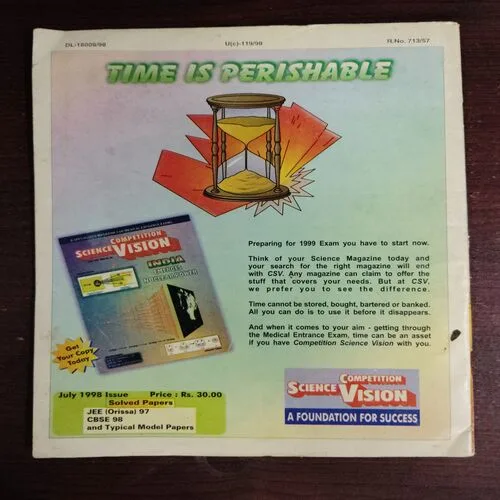 DL-18009/98 U(c)-119/98 R.No. 713/57
TIME IS PERISHABLE
COMPETITION
SCIENCE VISION
INDIA
EMERGES
NUCLEAR POWER
Get
Your Copy
Today
Preparing for 1999 Exam you have to start now.
Think of your Science Magazine today and
your search for the right magazine will end
with CSV. Any magazine can claim to offer the
stuff that covers your needs. But at CSV,
we prefer you to see the difference.
Time cannot be stored, bought, bartered or banked.
All you can do is to use it before it disappears.
And when it comes to your aim - getting through
the Medical Entrance Exam, time can be an asset
if you have Competition Science Vision with you.
July 1998 Issue Price : Rs. 30.00
Solved Papers
JEE (Orissa) 97
CBSE 98
and Typical Model Papers
COMPETITION
SCIENCE VISION
A FOUNDATION FOR SUCCESS